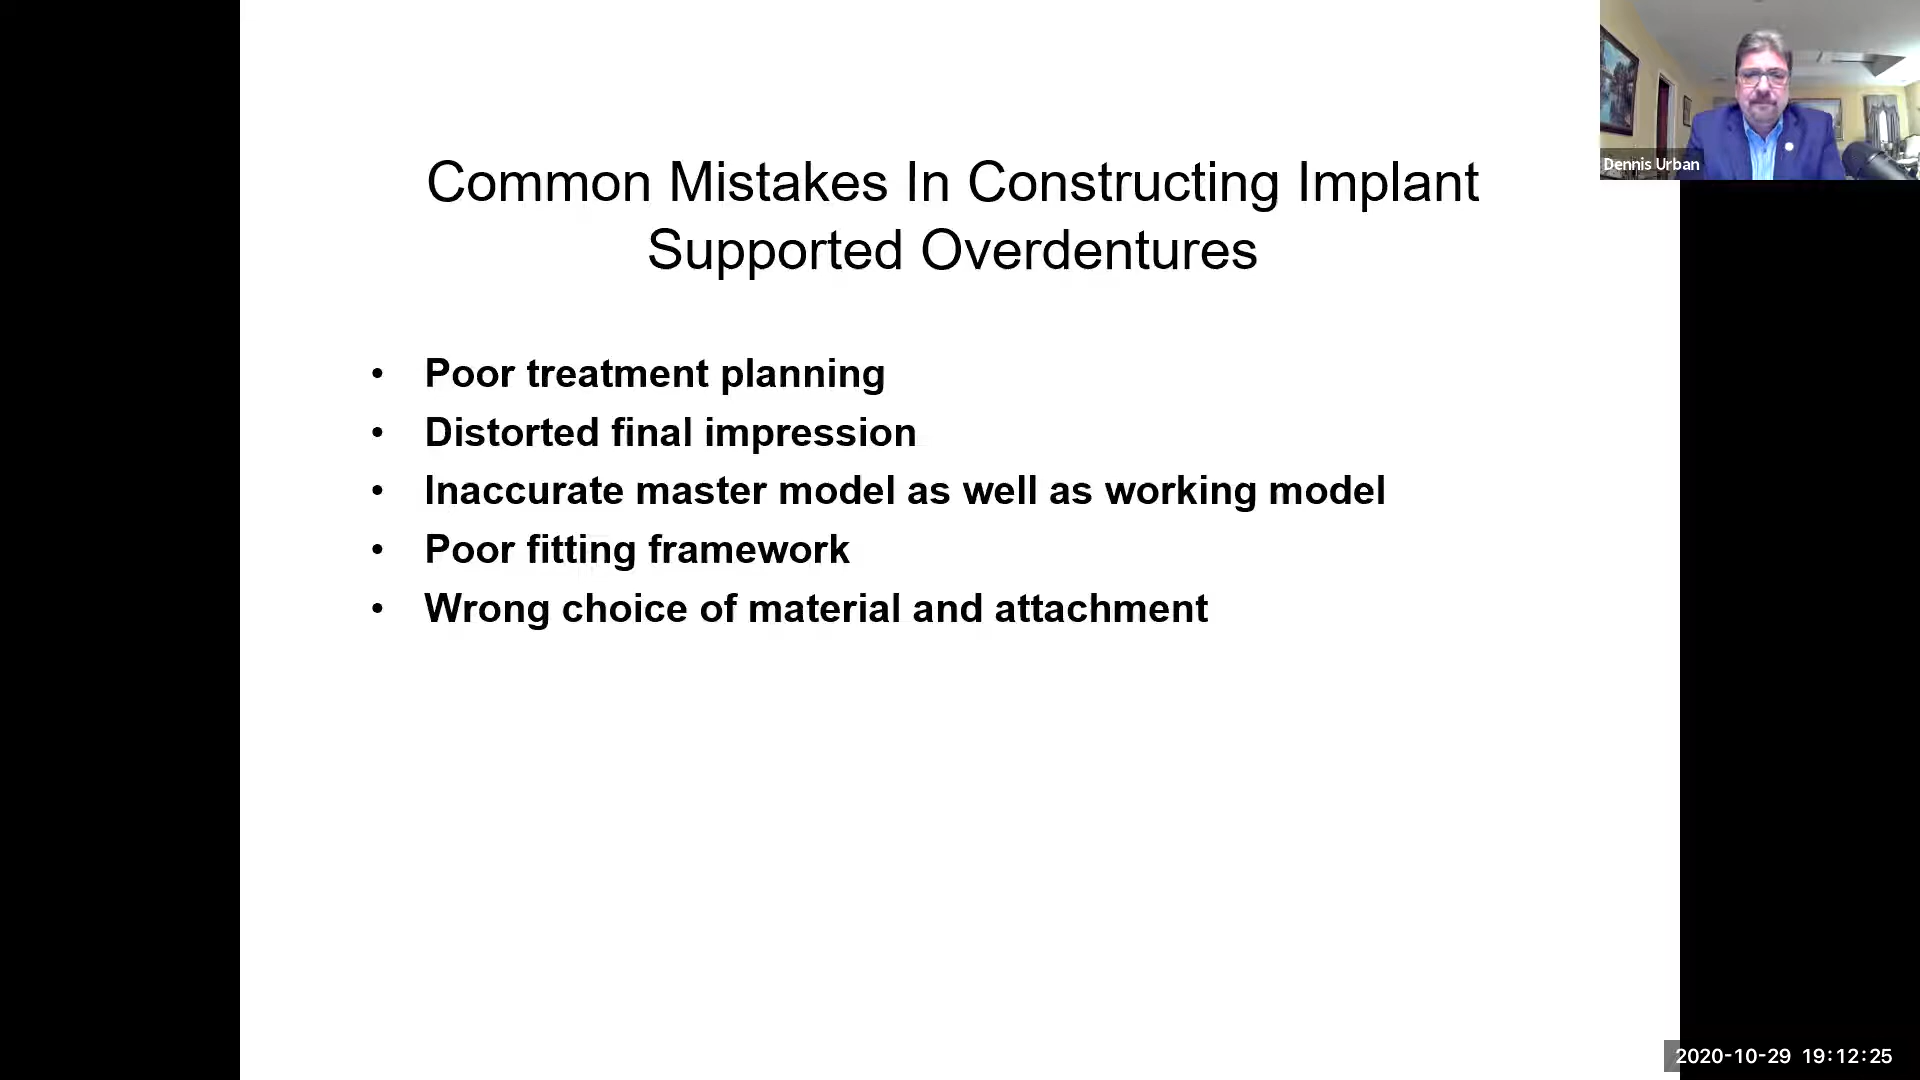 Common Mistakes In Constructing Implant
Supported Overdentures
• Poor treatment planning
• Distorted final impression
• Inaccurate master model as well as working model
• Poor fitting framework
• Wrong choice of material and attachment
Dennis Urban
2020-10-29 19:12:25